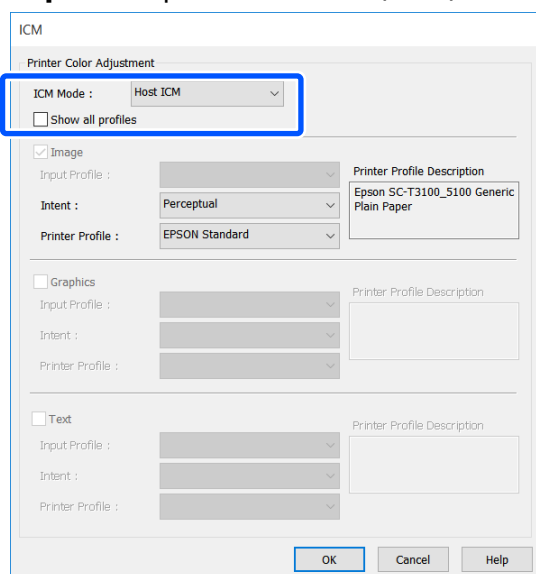 ICM
Printer Color Adjustment
ICM Mode : Host ICM
Show all profiles
Image
Input Profile : Printer Profile Description
Intent : Perceptual Epson SC-T3100_5100 Generic
Plain Paper
Printer Profile : EPSON Standard
Graphics
Input Profile : Printer Profile Description
Intent :
Printer Profile :
Text
Printer Profile Description
Input Profile :
Intent :
Printer Profile :
OK Cancel Help